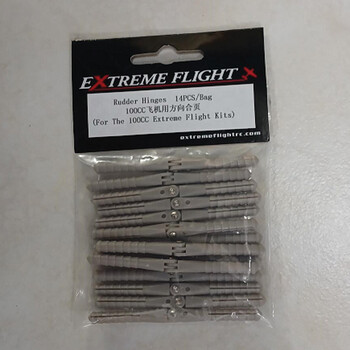 EXTREME FLIGHT
Rudder Hinges 14PCS/Bag
100CC飞机用方向合页
(For The 100CC Extreme Flight Kits)
extremeflightrc.com